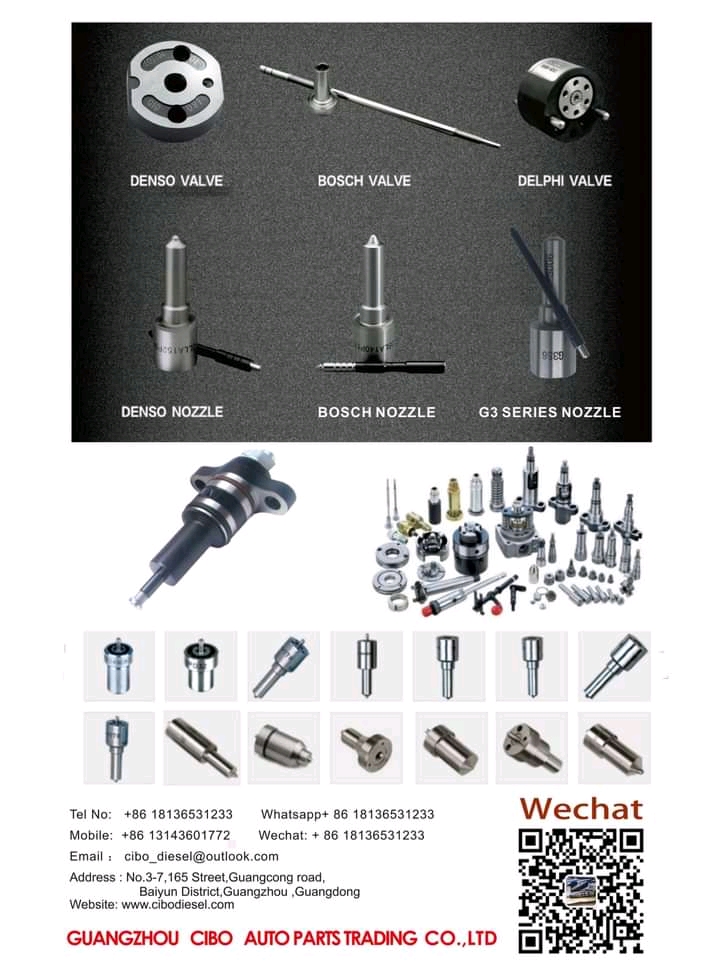 DENSO VALVE BOSCH VALVE DELPHI VALVE
DENSO NOZZLE BOSCH NOZZLE G3 SERIES NOZZLE
Tel No: +86 18136531233 Whatsapp+ 86 18136531233
Mobile: +86 13143601772 Wechat: + 86 18136531233
Email : cibo_diesel@outlook.com
Address : No.3-7,165 Street,Guangcong road,
Baiyun District,Guangzhou ,Guangdong
Website: www.cibodiesel.com
GUANGZHOU CIBO AUTO PARTS TRADING CO.,LTD
Wechat